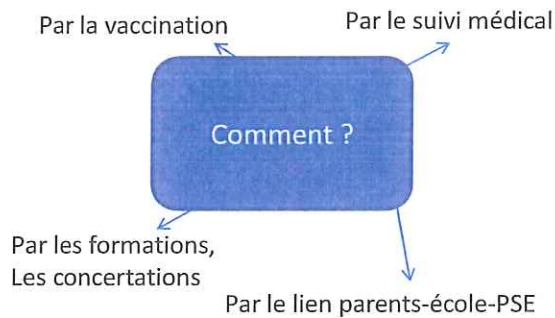 Par la vaccination
Par le suivi médical
Comment ?
Par les formations,
Les concertations
Par le lien parents-école-PSE